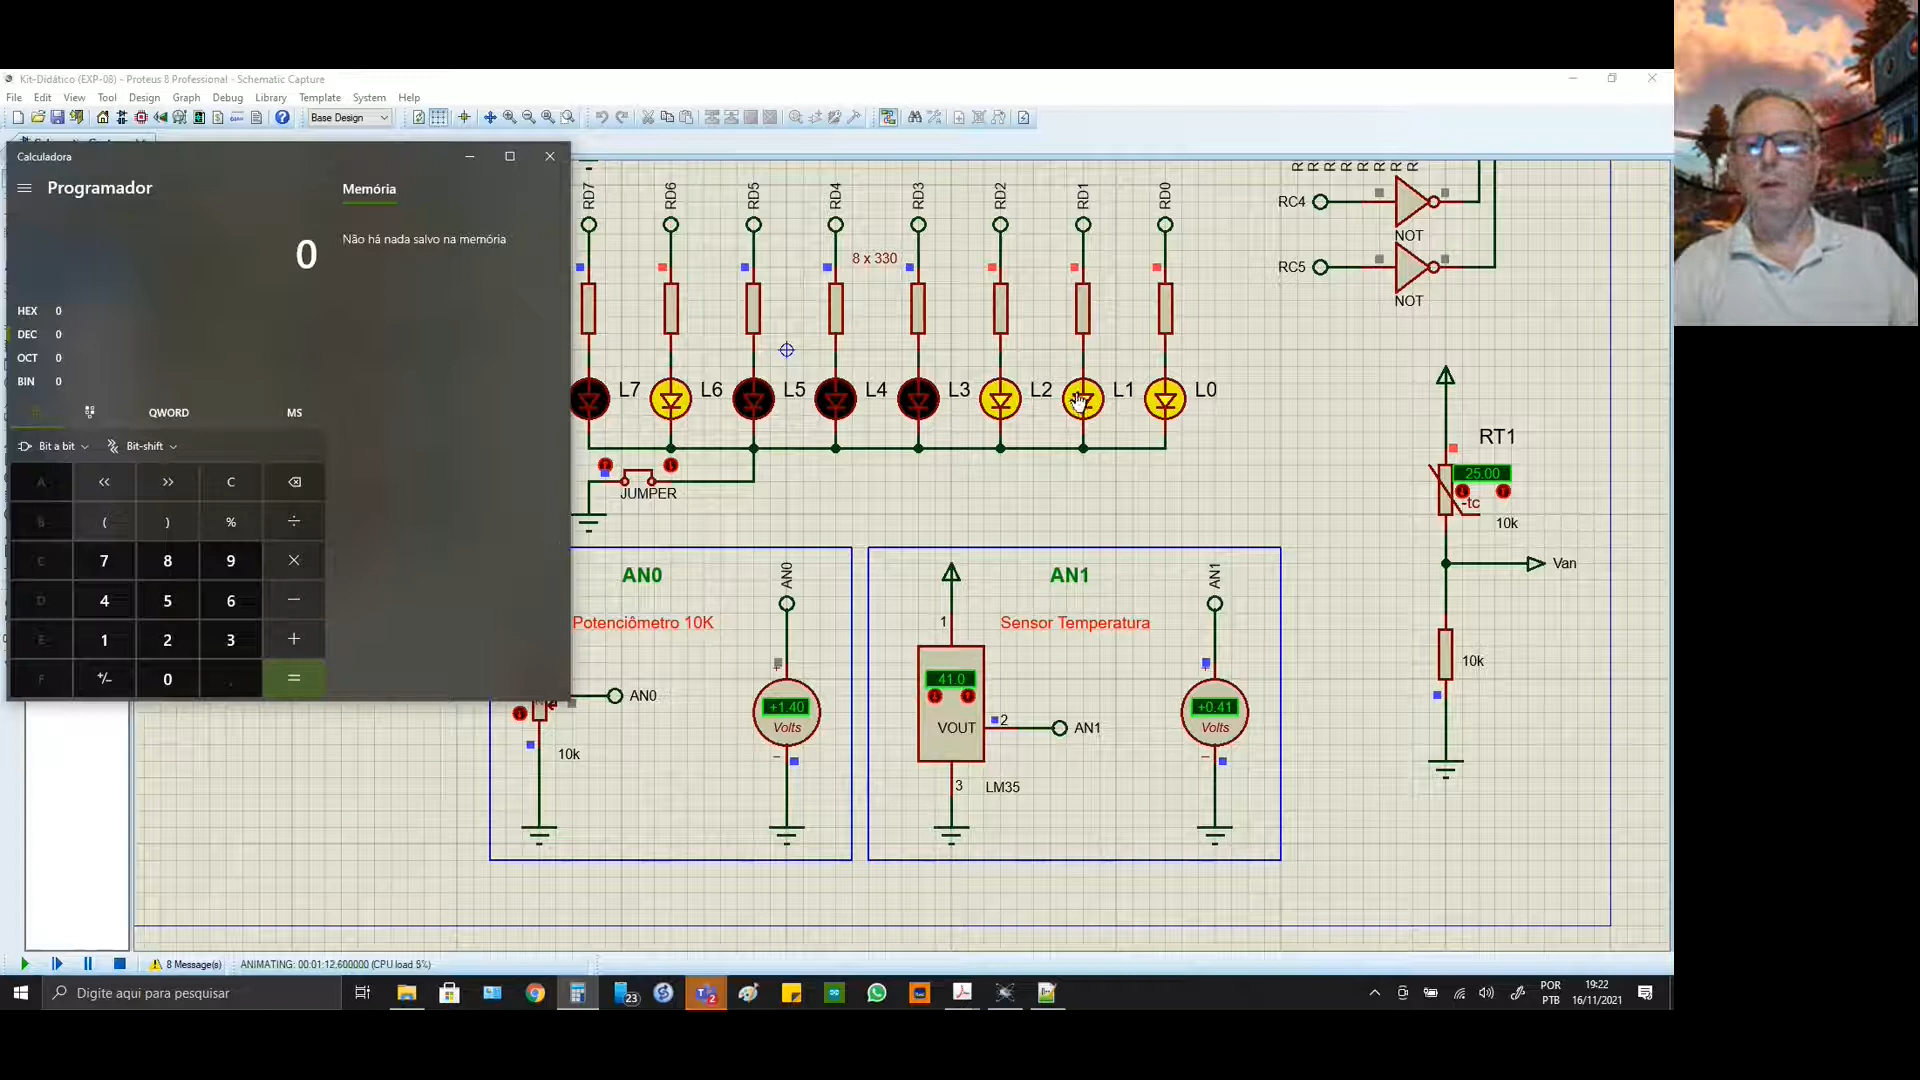 Kit-Didático (EXP-08) - Proteus 8 Professional - Schematic Capture
File Edit View Tool Design Graph Debug Library Template System Help
Base Design
Calculadora
Programador
Memória
0
Não há nada salvo na memória
HEX 0
DEC 0
OCT 0
BIN 0
QWORD
MS
Bit a bit
Bit-shift
A << >> C
B ( ) % ÷
C 7 8 9 ×
D 4 5 6 −
E 1 2 3 +
F +/- 0 , =
RD7 RD6 RD5 RD4 RD3 RD2 RD1 RD0
8 x 330
L7 L6 L5 L4 L3 L2 L1 L0
JUMPER
R R R R R R R
RC4
NOT
RC5
NOT
RT1
25.00
-tc
10k
Van
10k
AN0
AN0
Potenciômetro 10K
AN0
10k
+1.40
Volts
AN1
AN1
Sensor Temperatura
1
41.0
VOUT
2
AN1
3
LM35
+0.41
Volts
8 Message(s)
ANIMATING: 00:01:12.600000 (CPU load 5%)
Digite aqui para pesquisar
23
2
POR
PTB
19:22
16/11/2021